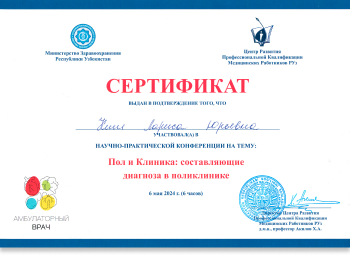 Министерство Здравоохранения
Республики Узбекистан
Центр Развития
Профессиональной Квалификации
Медицинских Работников РУз
СЕРТИФИКАТ
ВЫДАН В ПОДТВЕРЖДЕНИЕ ТОГО, ЧТО
Лариса Юрьевна
УЧАСТВОВАЛ(А) В
НАУЧНО-ПРАКТИЧЕСКОЙ КОНФЕРЕНЦИИ НА ТЕМУ:
Пол и Клиника: составляющие
диагноза в поликлинике
6 мая 2024 г. (6 часов)
АМБУЛАТОРНЫЙ
ВРАЧ
Директор Центра Развития
Профессиональной Квалификации
Медицинских Работников РУз
д.м.н., профессор Акилов Х.А.